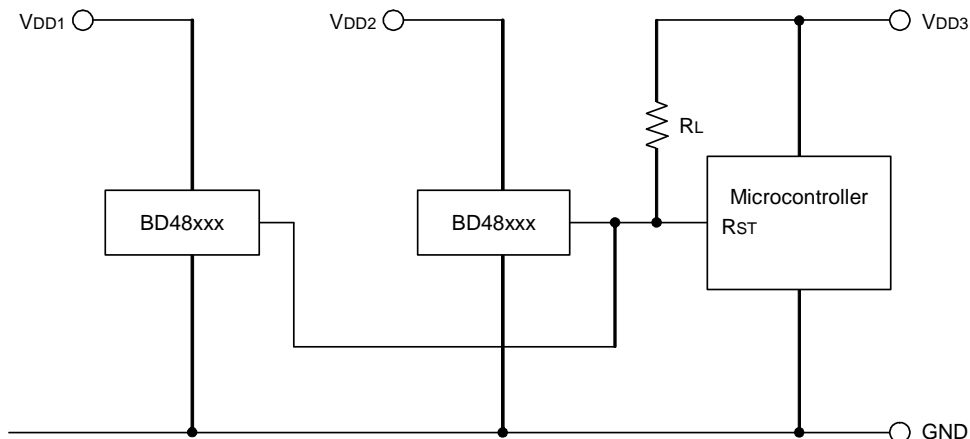 VDD1
VDD2
VDD3
RL
BD48xxx
BD48xxx
Microcontroller
RST
GND